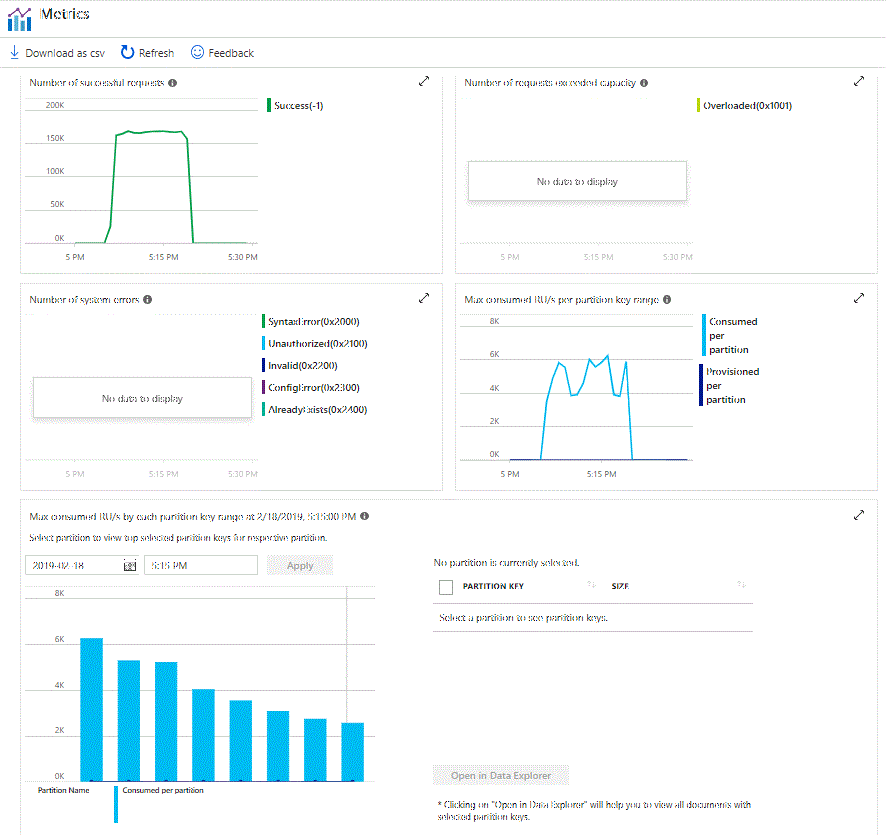 Metrics
Download as csv
Refresh
Feedback
Number of successful requests
200K
150K
100K
50K
0K
5 PM
5:15 PM
5:30 PM
Success(-1)
Number of requests exceeded capacity
Overloaded(0x1001)
No data to display
5 PM
5:15 PM
5:30 PM
Number of system errors
SyntaxError(0x2000)
Unauthorized(0x2100)
Invalid(0x2200)
ConfigError(0x2300)
AlreadyExists(0x2400)
No data to display
5 PM
5:15 PM
5:30 PM
Max consumed RU/s per partition key range
8K
6K
4K
2K
0K
5 PM
5:15 PM
Consumed
per
partition
Provisioned
per
partition
Max consumed RU/s by each partition key range at 2/18/2019, 5:15:00 PM
Select partition to view top selected partition keys for respective partition.
2019-02-18
5:15 PM
Apply
8K
6K
4K
2K
0K
Partition Name
Consumed per partition
No partition is currently selected.
PARTITION KEY
SIZE
Select a partition to see partition keys.
Open in Data Explorer
* Clicking on "Open in Data Explorer" will help you to view all documents with
selected partition keys.